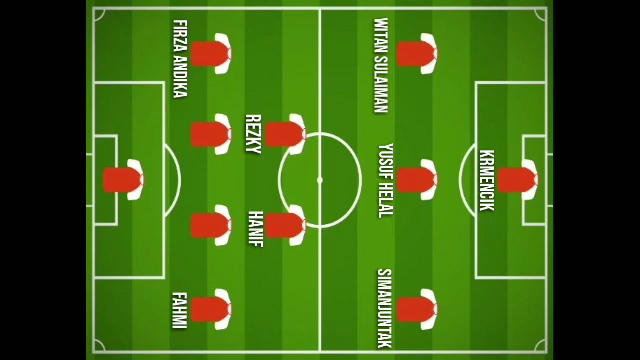 FIRZA ANDIKA
FAHMI
REZKY
HANIF
WITAN SULAIMAN
YUSUF HELAL
SIMANJUNTAK
KRMENCIK